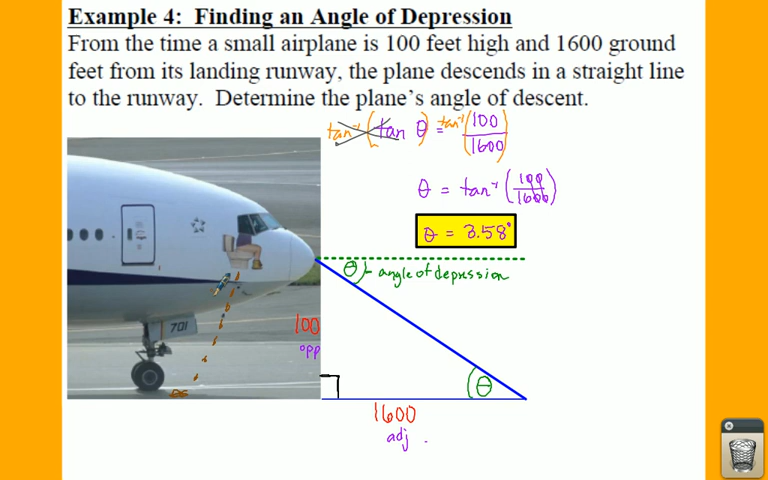 Example 4: Finding an Angle of Depression
From the time a small airplane is 100 feet high and 1600 ground
feet from its landing runway, the plane descends in a straight line
to the runway. Determine the plane's angle of descent.
tan⁻¹(tan θ) = tan⁻¹(100/1600)
θ = tan⁻¹(100/1600)
θ = 3.58°
θ - angle of depression
701
100
opp
θ
1600
adj